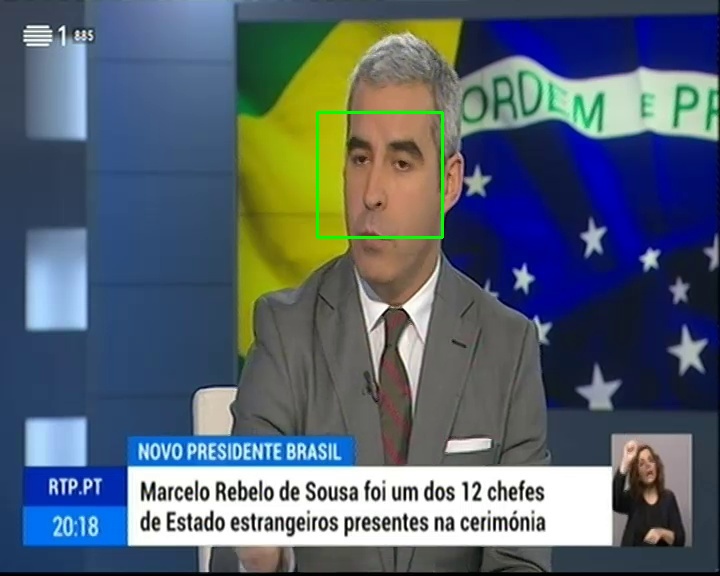 1 885
ORDEM E PR
NOVO PRESIDENTE BRASIL
RTP.PT
Marcelo Rebelo de Sousa foi um dos 12 chefes
20:18
de Estado estrangeiros presentes na cerimónia